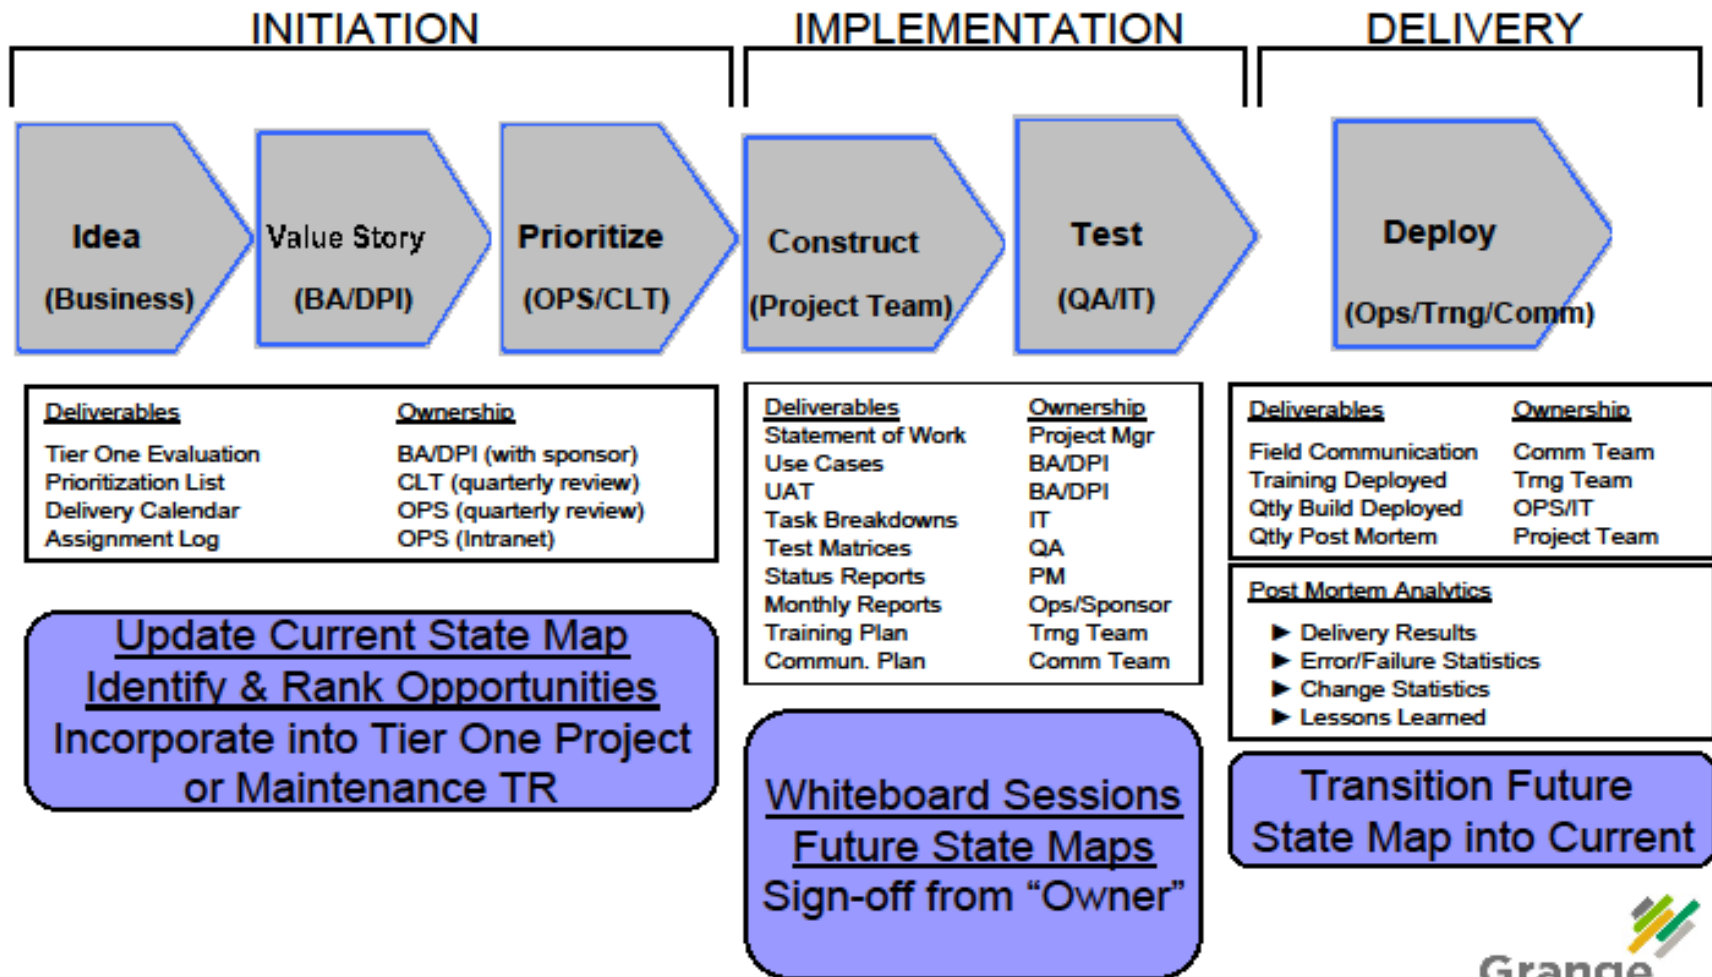 INITIATION
IMPLEMENTATION
DELIVERY
Idea
(Business)
Value Story
(BA/DPI)
Prioritize
(OPS/CLT)
Construct
(Project Team)
Test
(QA/IT)
Deploy
(Ops/Trng/Comm)
Deliverables Ownership
Tier One Evaluation BA/DPI (with sponsor)
Prioritization List CLT (quarterly review)
Delivery Calendar OPS (quarterly review)
Assignment Log OPS (Intranet)
Update Current State Map
Identify & Rank Opportunities
Incorporate into Tier One Project
or Maintenance TR
Deliverables Ownership
Statement of Work Project Mgr
Use Cases BA/DPI
UAT BA/DPI
Task Breakdowns IT
Test Matrices QA
Status Reports PM
Monthly Reports Ops/Sponsor
Training Plan Trng Team
Commun. Plan Comm Team
Whiteboard Sessions
Future State Maps
Sign-off from “Owner”
Deliverables Ownership
Field Communication Comm Team
Training Deployed Trng Team
Qtly Build Deployed OPS/IT
Qtly Post Mortem Project Team
Post Mortem Analytics
► Delivery Results
► Error/Failure Statistics
► Change Statistics
► Lessons Learned
Transition Future
State Map into Current
Grange